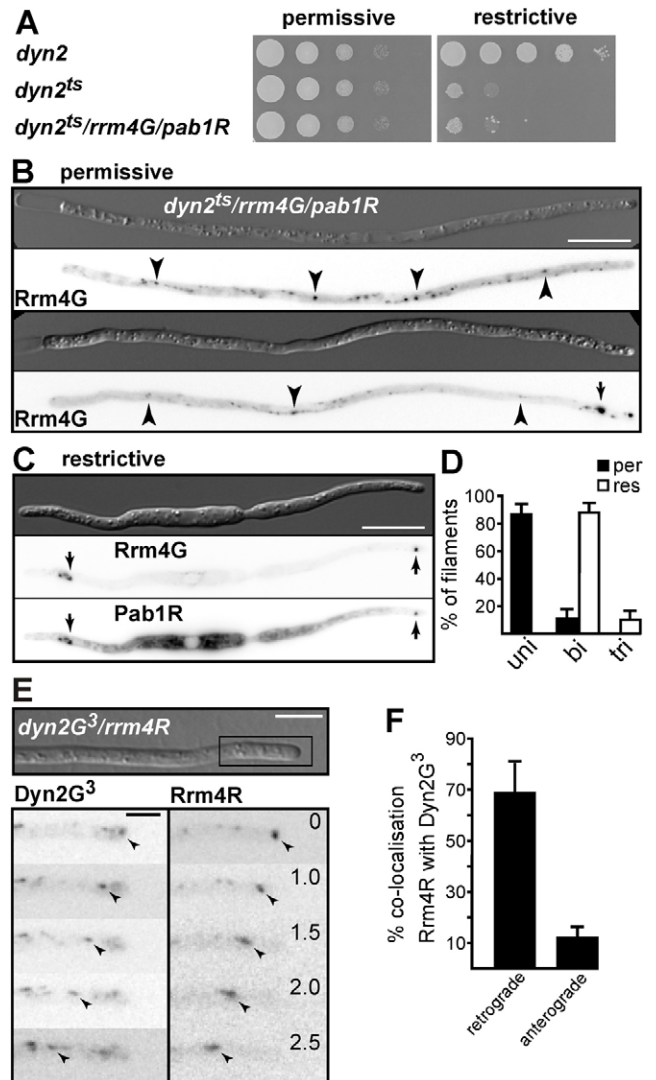 A
permissive
restrictive
dyn2
dyn2ts
dyn2ts/rrm4G/pab1R
B
permissive
dyn2ts/rrm4G/pab1R
Rrm4G
Rrm4G
C
restrictive
Rrm4G
Pab1R
D
per
res
% of filaments
100
80
60
40
20
uni
bi
tri
E
dyn2G3/rrm4R
Dyn2G3
Rrm4R
0
1.0
1.5
2.0
2.5
F
% co-localisation
Rrm4R with Dyn2G3
90
70
50
30
10
retrograde
anterograde